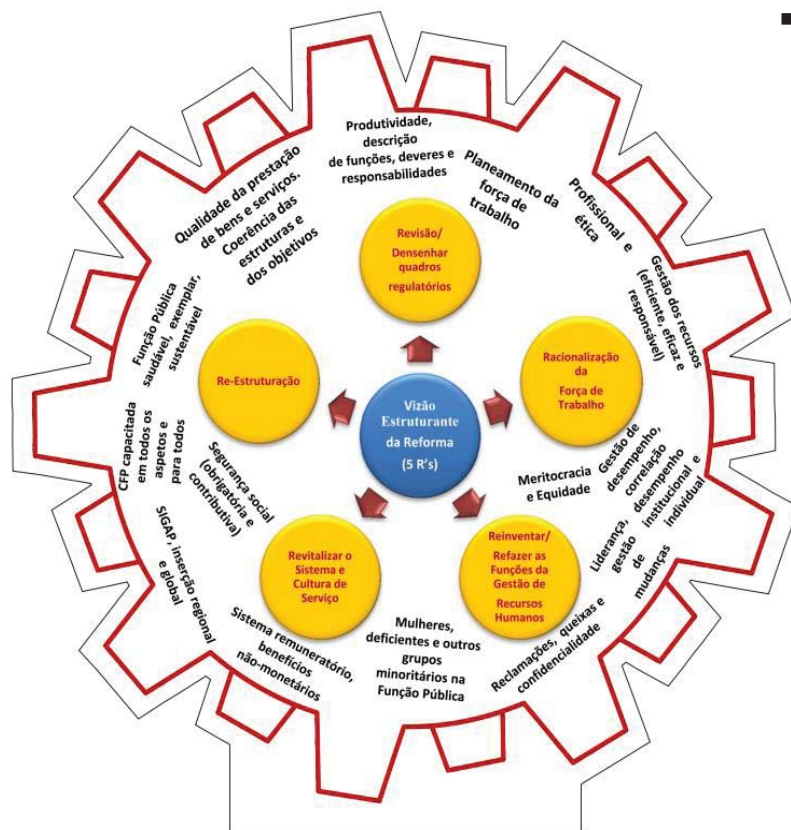 Produtividade,
descrição
de funções, deveres e
responsabilidades
Planeamento da
força de
trabalho
Profissional e
ética
Gestão dos recursos
(eficiente, eficaz e
responsável)
Gestão de
desempenho,
correlação
desempenho
institucional e
individual
Meritocracia
e Equidade
Liderança,
gestão
de
mudanças
Reclamações, queixas e
confidencialidade
Mulheres,
deficientes e outros
grupos
minoritários na
Função Pública
Sistema remuneratório,
benefícios
não-monetários
SIGAP, inserção regional
e global
Segurança social
(obrigatória e
contributiva)
CFP capacitada
em todos os
aspetos e
para todos
Função Pública
saudável, exemplar,
sustentável
Qualidade da prestação
de bens e serviços.
Coerência das
estruturas e
dos objetivos
Revisão/
Densenhar
quadros
regulatórios
Racionalização
da
Força de
Trabalho
Reinventar/
Refazer as
Funções da
Gestão de
Recursos
Humanos
Revitalizar o
Sistema e
Cultura de
Serviço
Re-Estruturação
Vizão
Estruturante
da Reforma
(5 R's)